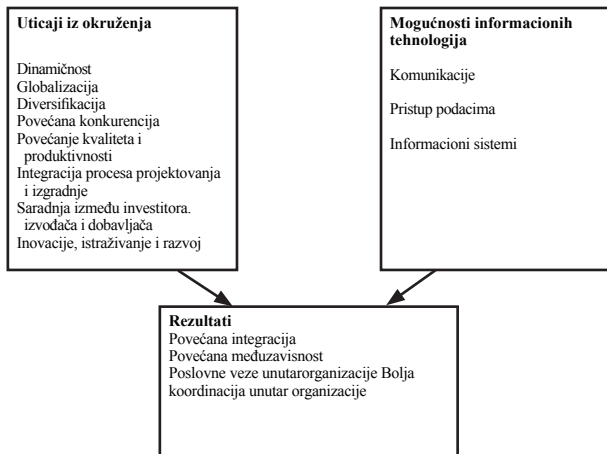 Uticaji iz okruženja
Dinamičnost
Globalizacija
Diversifikacija
Povećana konkurencija
Povećanje kvaliteta i
produktivnosti
Integracija procesa projektovanja
i izgradnje
Saradnja između investitora.
izvođača i dobavljača
Inovacije, istraživanje i razvoj
Mogućnosti informacionih
tehnologija
Komunikacije
Pristup podacima
Informacioni sistemi
Rezultati
Povećana integracija
Povećana međuzavisnost
Poslovne veze unutarorganizacije Bolja
koordinacija unutar organizacije